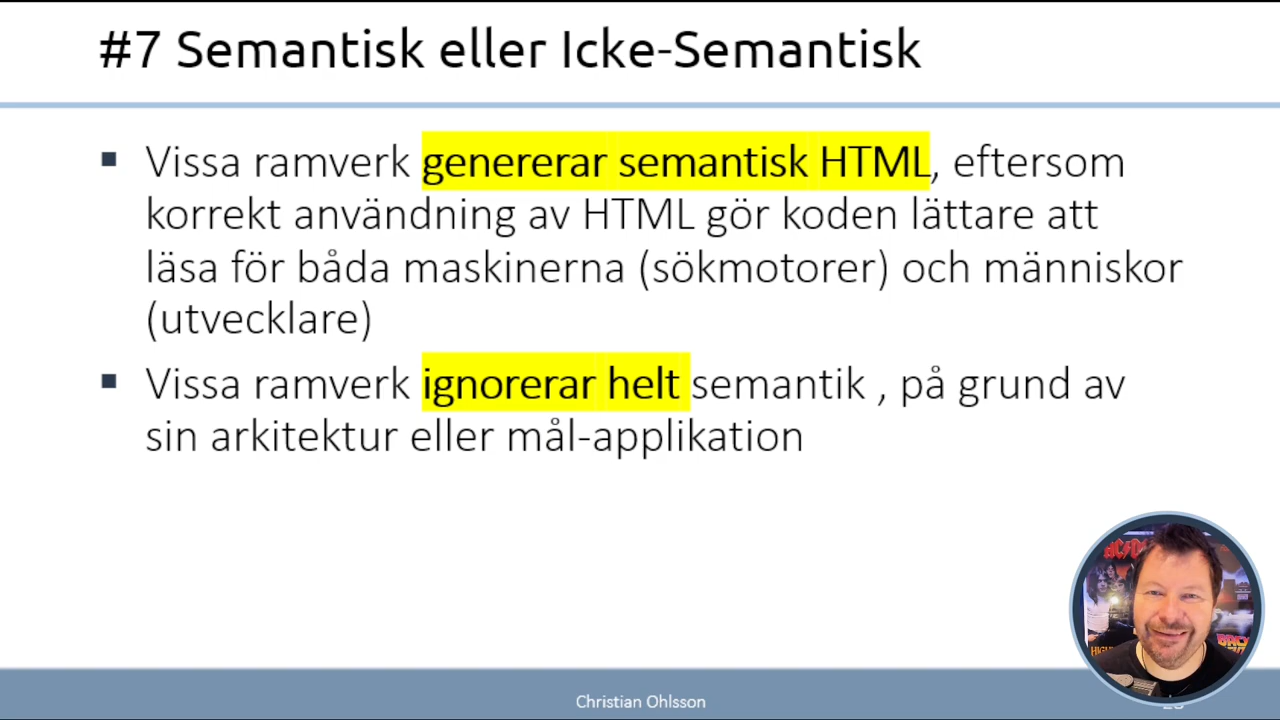 #7 Semantisk eller Icke-Semantisk
Vissa ramverk genererar semantisk HTML, eftersom
korrekt användning av HTML gör koden lättare att
läsa för båda maskinerna (sökmotorer) och människor
(utvecklare)
Vissa ramverk ignorerar helt semantik , på grund av
sin arkitektur eller mål-applikation
Christian Ohlsson